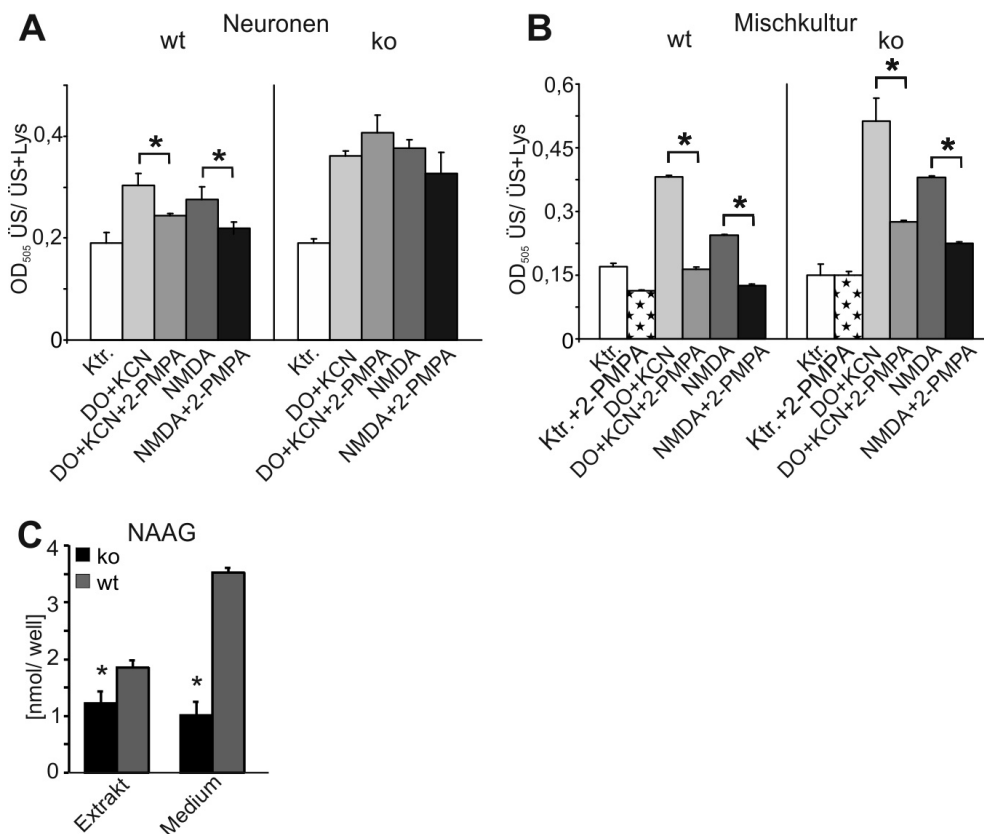 A
Neuronen
wt
ko
*
*
0,4
0,2
0
OD505 ÜS/ ÜS+Lys
Ktr.
DO+KCN
DO+KCN+2-PMPA
NMDA
NMDA+2-PMPA
Ktr.
DO+KCN
DO+KCN+2-PMPA
NMDA
NMDA+2-PMPA
B
Mischkultur
wt
ko
*
*
*
*
0,6
0,45
0,3
0,15
0
OD505 ÜS/ ÜS+Lys
Ktr.
Ktr.+2-PMPA
DO+KCN
DO+KCN+2-PMPA
NMDA
NMDA+2-PMPA
Ktr.
Ktr.+2-PMPA
DO+KCN
DO+KCN+2-PMPA
NMDA
NMDA+2-PMPA
C
NAAG
ko
wt
4
3
2
1
0
[nmol/ well]
*
*
Extrakt
Medium